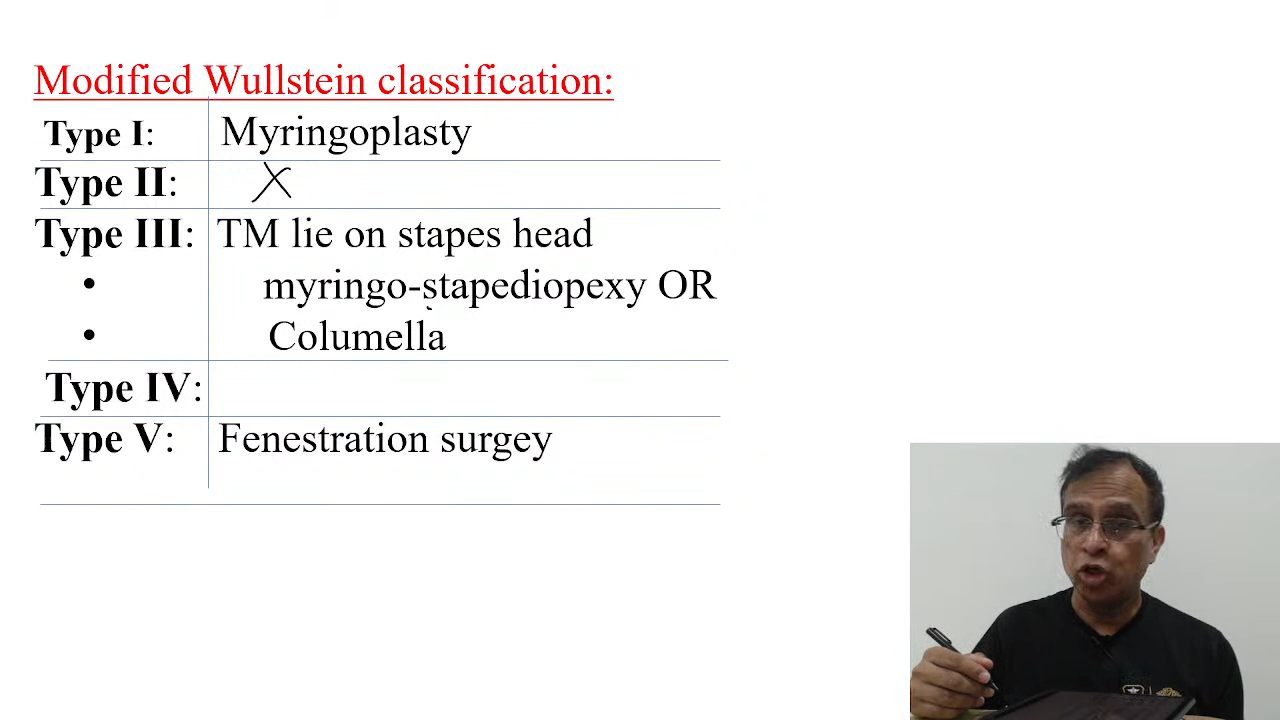 Modified Wullstein classification:
Type I: Myringoplasty
Type II: X
Type III: TM lie on stapes head
• myringo-stapediopexy OR
• Columella
Type IV:
Type V: Fenestration surgey